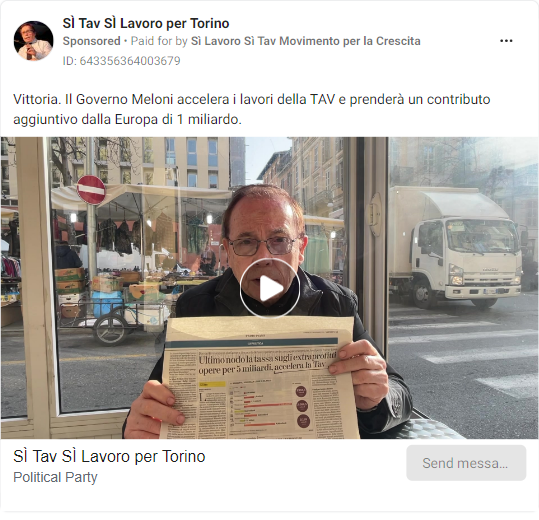 SÌ Tav SÌ Lavoro per Torino
Sponsored • Paid for by Sì Lavoro Sì Tav Movimento per la Crescita
ID: 643356364003679
Vittoria. Il Governo Meloni accelera i lavori della TAV e prenderà un contributo
aggiuntivo dalla Europa di 1 miliardo.
Ultimo nodo la tassa sugli extraprofitti
opere per 5 miliardi, accelera la Tav
SÌ Tav SÌ Lavoro per Torino
Political Party
Send messa...